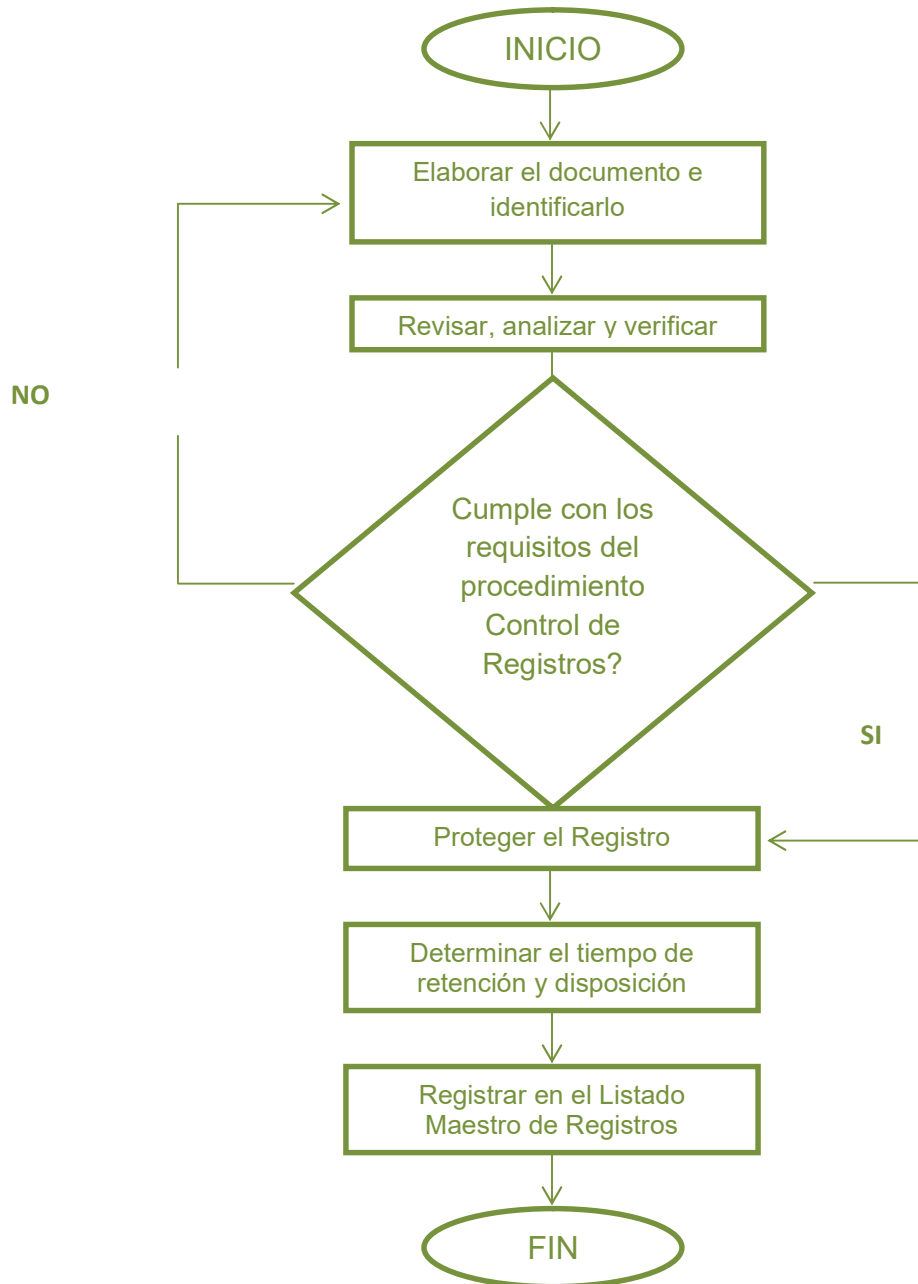 INICIO
Elaborar el documento e
identificarlo
Revisar, analizar y verificar
NO
Cumple con los
requisitos del
procedimiento
Control de
Registros?
SI
Proteger el Registro
Determinar el tiempo de
retención y disposición
Registrar en el Listado
Maestro de Registros
FIN